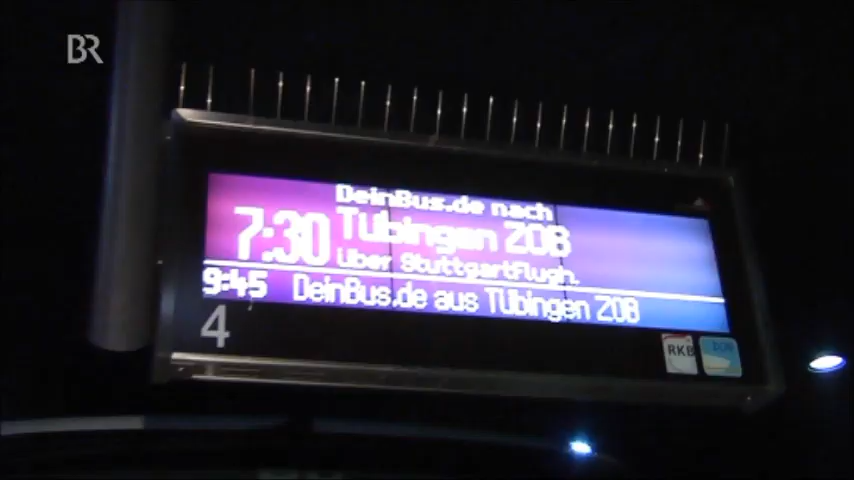 BR
DeinBus.de nach
7:30 Tübingen ZOB
über Stuttgartflugh.
9:45 DeinBus.de aus Tübingen ZOB
4
RKB
ZOB